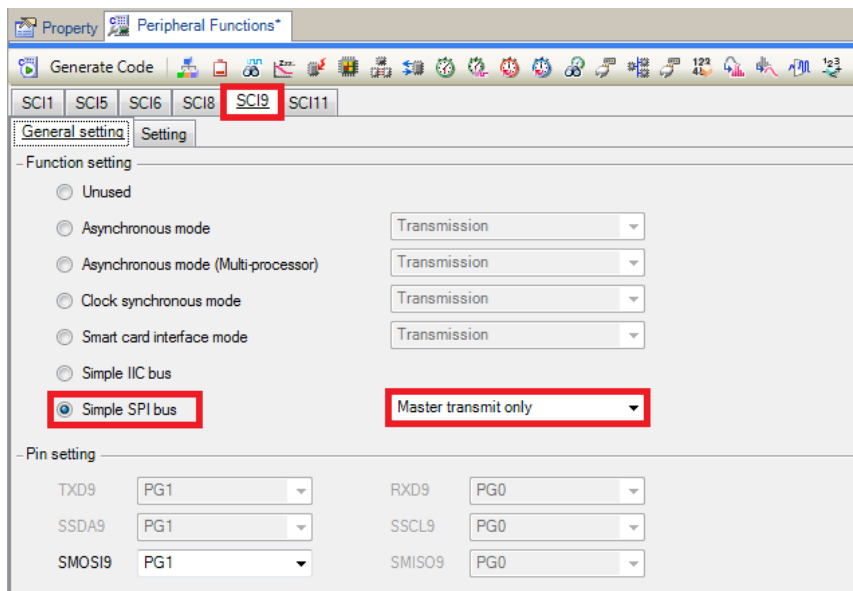 Property Peripheral Functions*
Generate Code
SCI1 SCI5 SCI6 SCI8 SCI9 SCI11
General setting Setting
Function setting
Unused
Asynchronous mode Transmission
Asynchronous mode (Multi-processor) Transmission
Clock synchronous mode Transmission
Smart card interface mode Transmission
Simple IIC bus
Simple SPI bus Master transmit only
Pin setting
TXD9 PG1 RXD9 PG0
SSDA9 PG1 SSCL9 PG0
SMOSI9 PG1 SMISO9 PG0